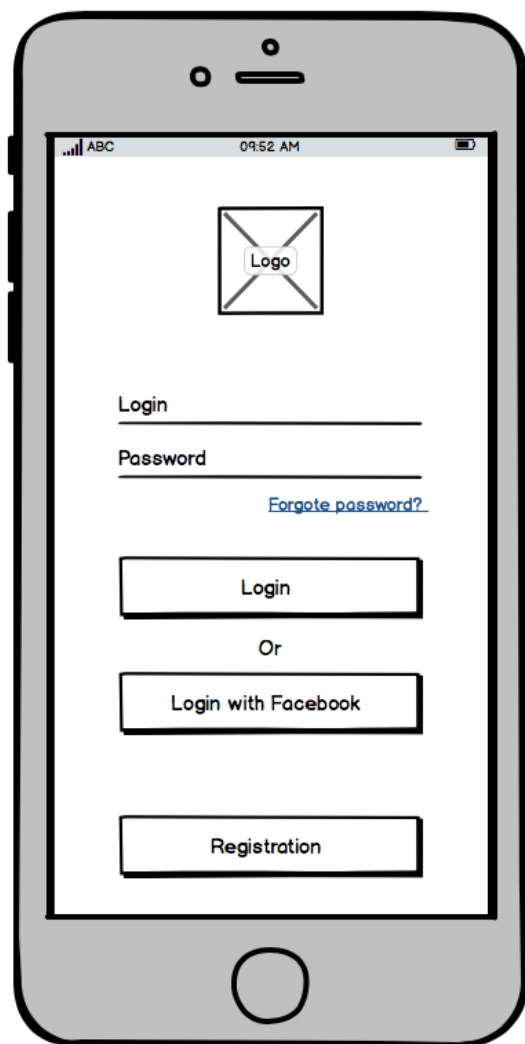 ABC 09:52 AM
Logo
Login
Password
Forgote password?
Login
Or
Login with Facebook
Registration